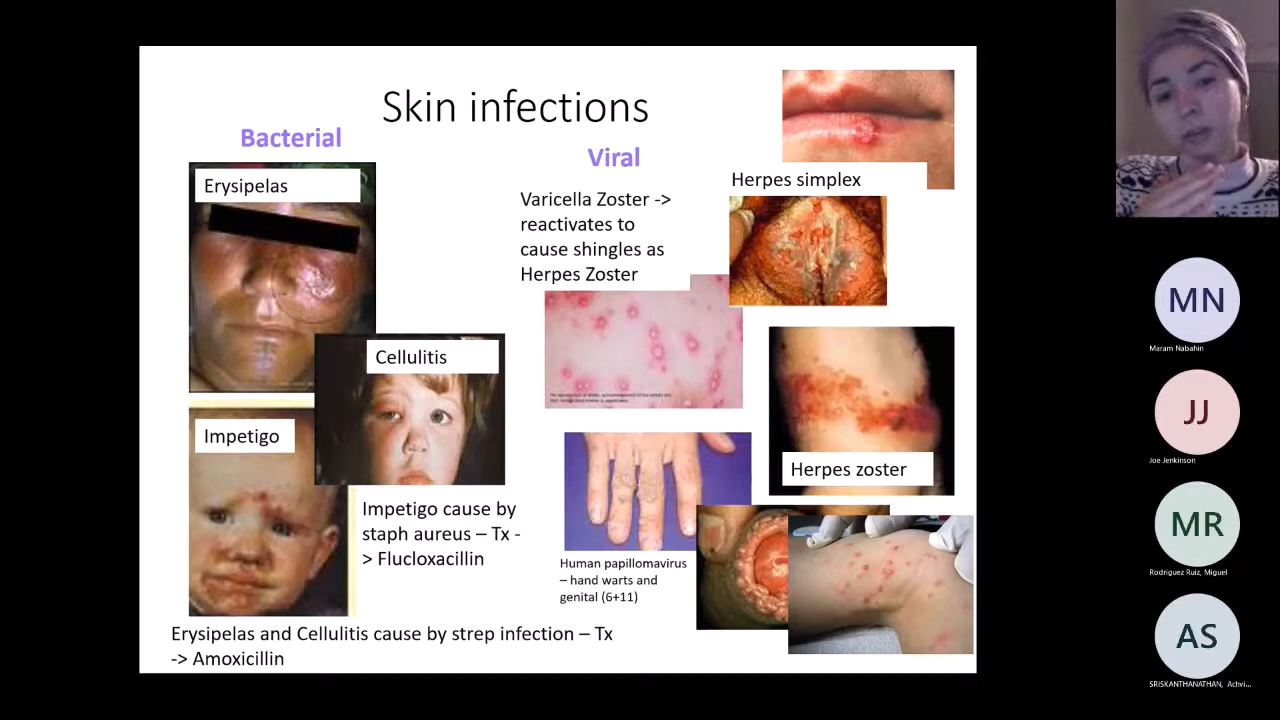 Skin infections
Bacterial
Erysipelas
Cellulitis
Impetigo
Impetigo cause by
staph aureus – Tx -
> Flucloxacillin
Erysipelas and Cellulitis cause by strep infection – Tx
-> Amoxicillin
Viral
Varicella Zoster ->
reactivates to
cause shingles as
Herpes Zoster
Herpes simplex
Herpes zoster
Human papillomavirus
– hand warts and
genital (6+11)
MN
Maram Nabahin
JJ
Joe Jenkinson
MR
Rodriguez Ruiz, Miguel
AS
SRISKANTHANATHAN, Achvi...